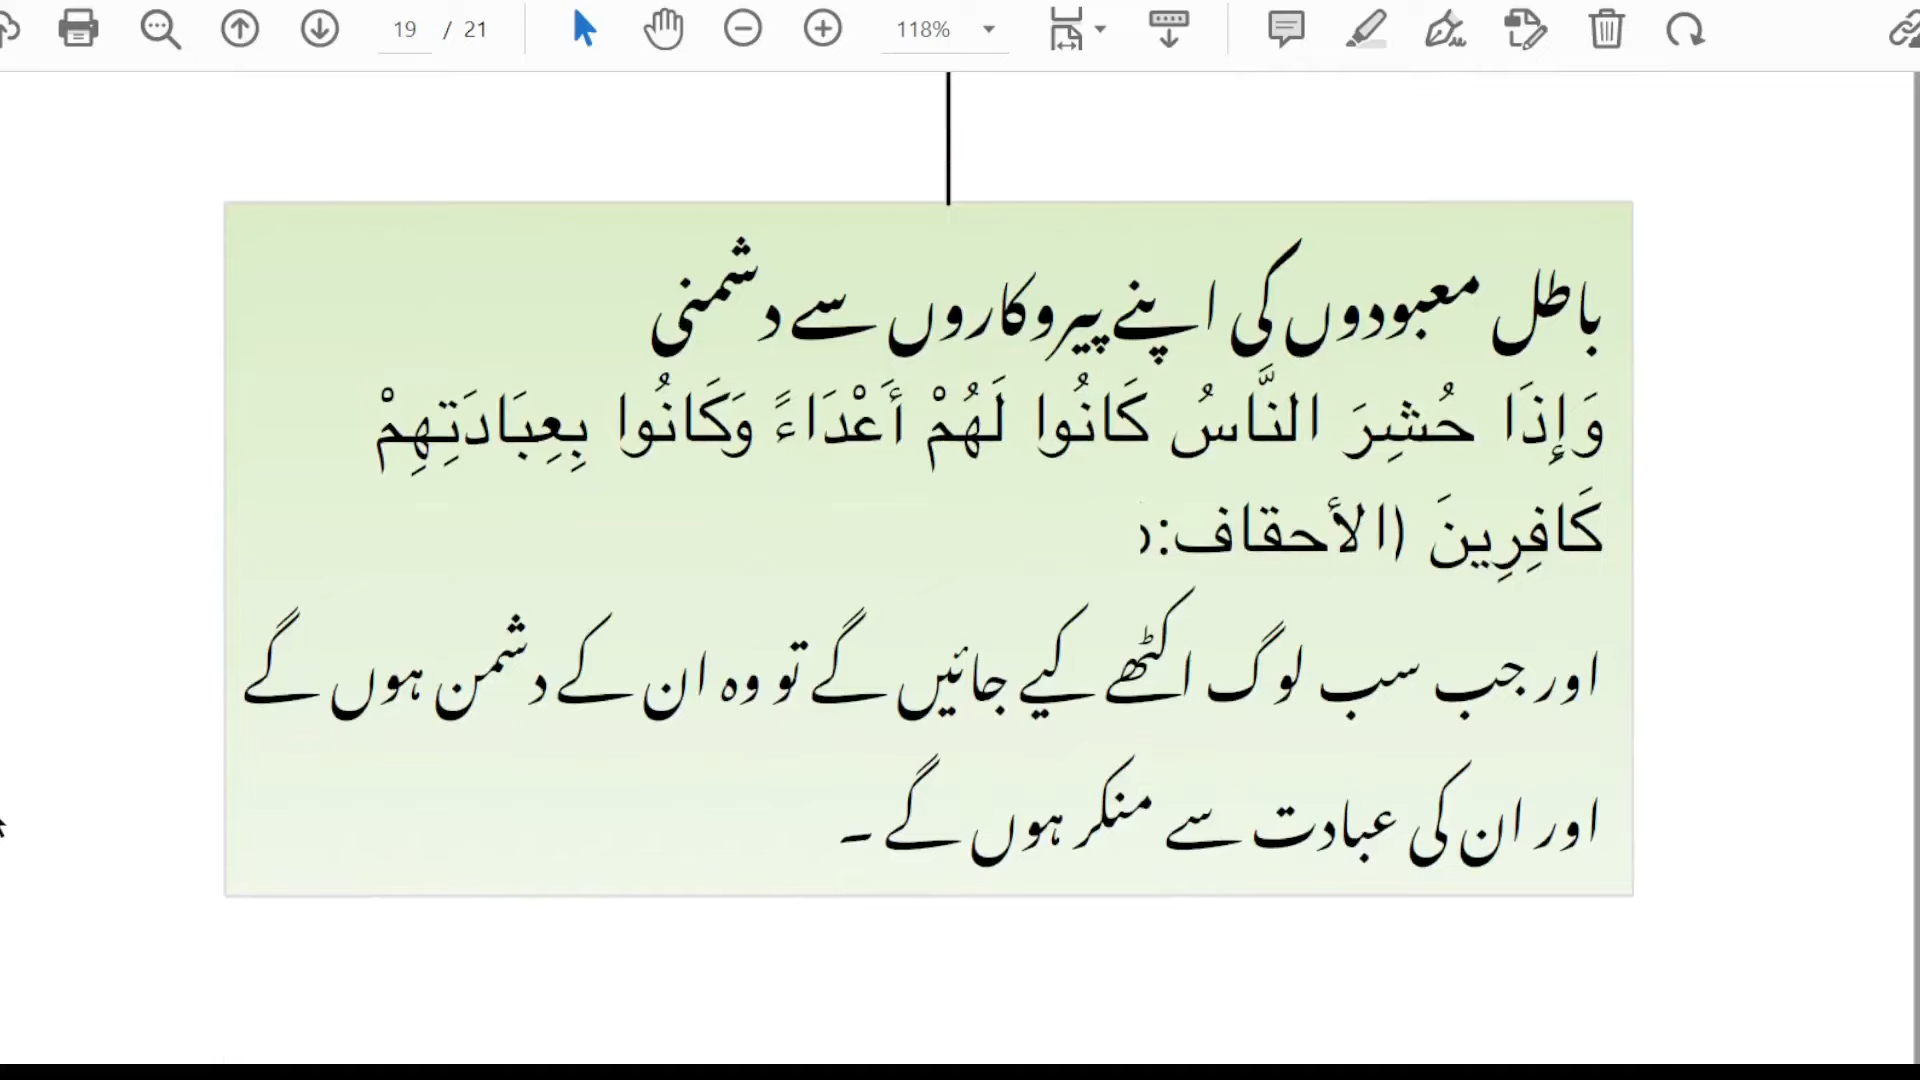 19 / 21 118%
باطل معبودوں کی اپنے پیروکاروں سے دشمنی
وَإِذَا حُشِرَ النَّاسُ كَانُوا لَهُمْ أَعْدَاءً وَكَانُوا بِعِبَادَتِهِمْ
كَافِرِينَ (الأحقاف:
اور جب سب لوگ اکٹھے کیے جائیں گے تو وہ ان کے دشمن ہوں گے
اور ان کی عبادت سے منکر ہوں گے ۔